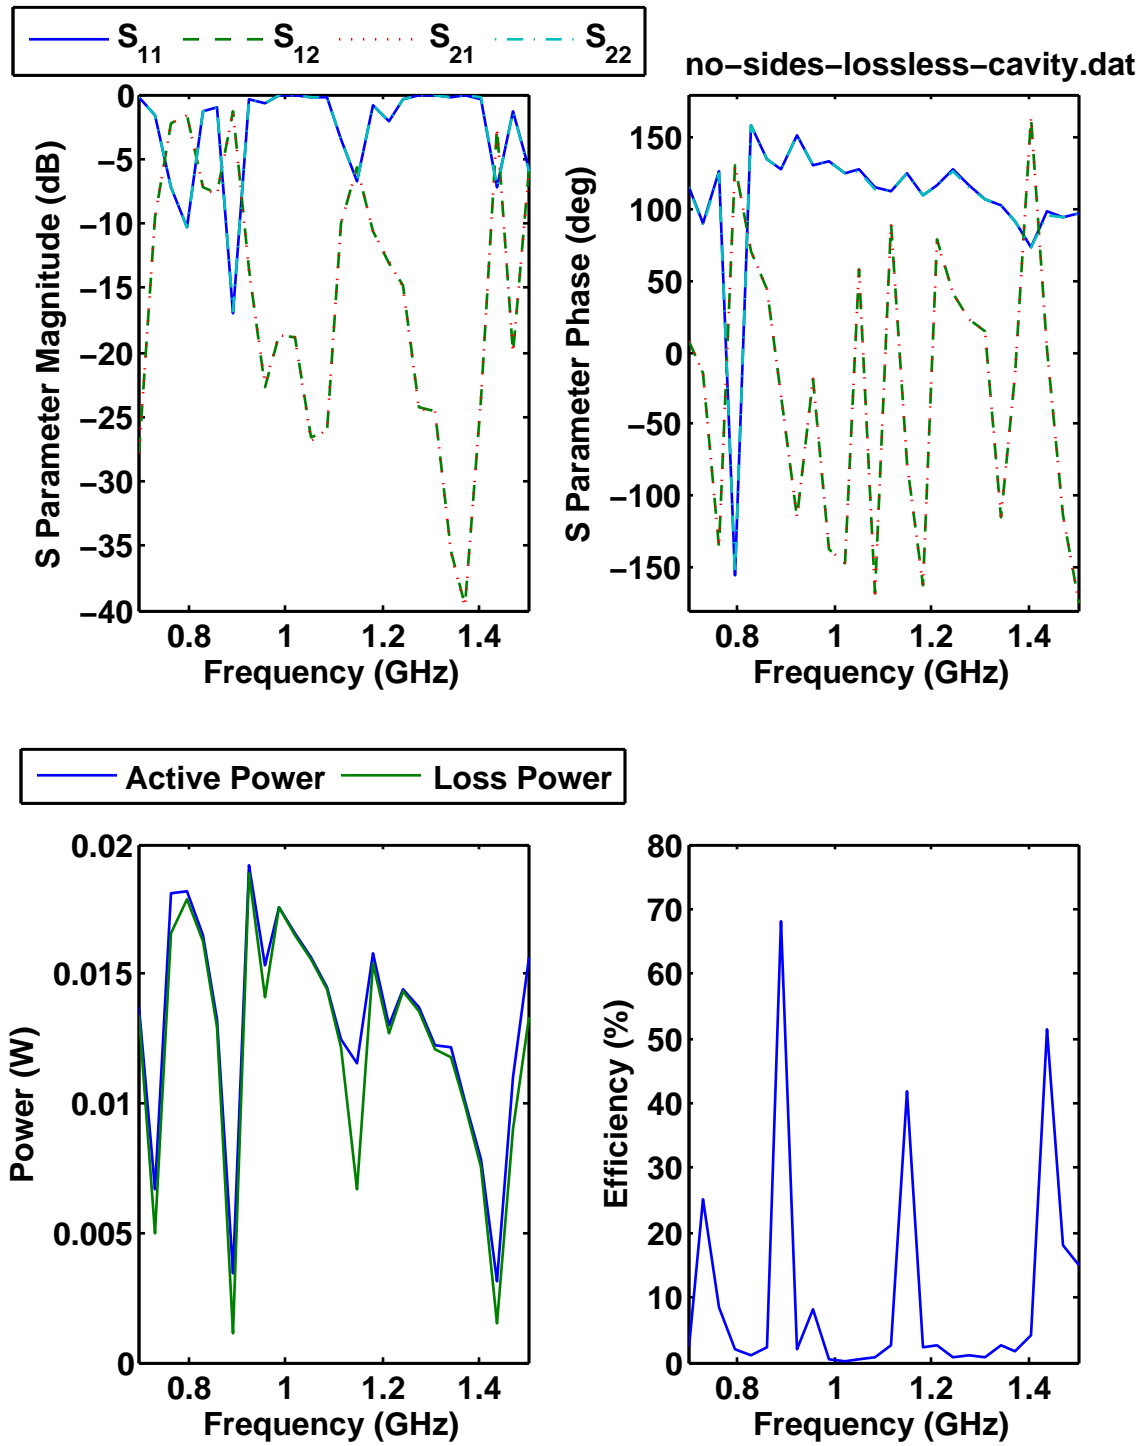 S11 S12 S21 S22
no−sides−lossless−cavity.dat
0
−5
−10
−15
−20
−25
−30
−35
−40
S Parameter Magnitude (dB)
0.8 1 1.2 1.4
Frequency (GHz)
150
100
50
0
−50
−100
−150
S Parameter Phase (deg)
0.8 1 1.2 1.4
Frequency (GHz)
Active Power Loss Power
0.02
0.015
0.01
0.005
0
Power (W)
0.8 1 1.2 1.4
Frequency (GHz)
80
70
60
50
40
30
20
10
0
Efficiency (%)
0.8 1 1.2 1.4
Frequency (GHz)